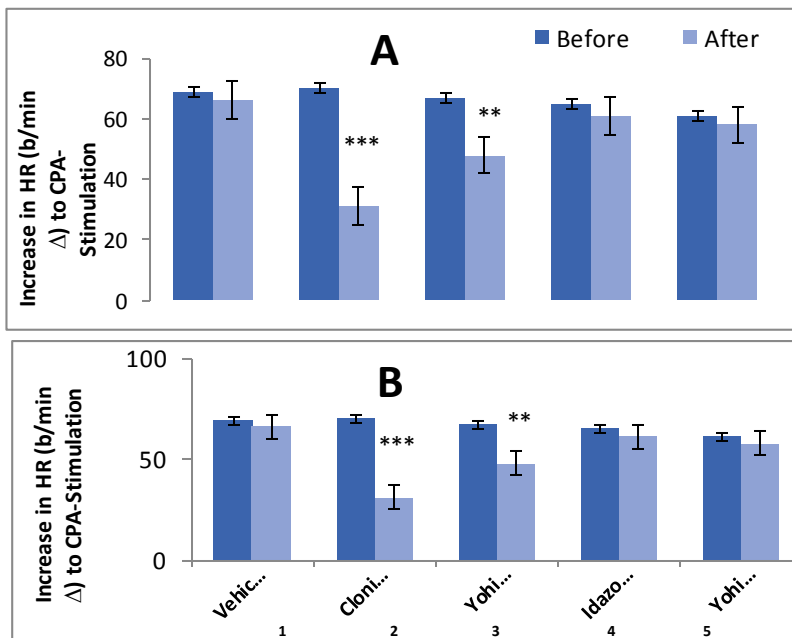 A
Before After
Increase in HR (b/min
Δ) to CPA-
Stimulation
80
60
40
20
0
***
**
B
Increase in HR (b/min
Δ) to CPA-Stimulation
100
50
0
***
**
Vehic...
Cloni...
Yohi...
Idazo...
Yohi...
1 2 3 4 5